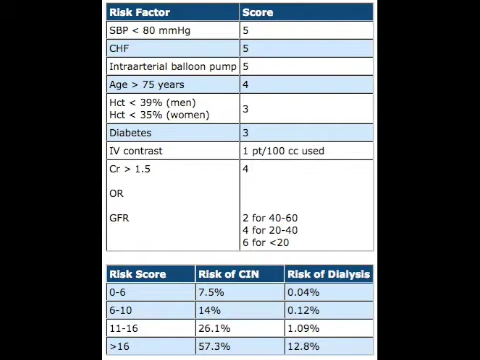 Risk Factor Score
SBP < 80 mmHg 5
CHF 5
Intraarterial balloon pump 5
Age > 75 years 4
Hct < 39% (men)
Hct < 35% (women) 3
Diabetes 3
IV contrast 1 pt/100 cc used
Cr > 1.5 4
OR
GFR 2 for 40-60
4 for 20-40
6 for <20
Risk Score Risk of CIN Risk of Dialysis
0-6 7.5% 0.04%
6-10 14% 0.12%
11-16 26.1% 1.09%
>16 57.3% 12.8%